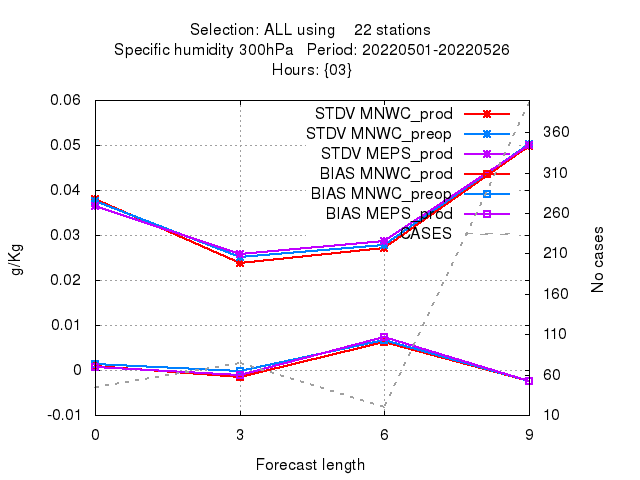 Selection: ALL using 22 stations
Specific humidity 300hPa Period: 20220501-20220526
Hours: {03}
0.06
0.05
0.04
0.03
0.02
0.01
0
-0.01
g/Kg
STDV MNWC_prod
STDV MNWC_preop
STDV MEPS_prod
BIAS MNWC_prod
BIAS MNWC_preop
BIAS MEPS_prod
CASES
360
310
260
210
160
110
60
10
No cases
0 3 6 9
Forecast length